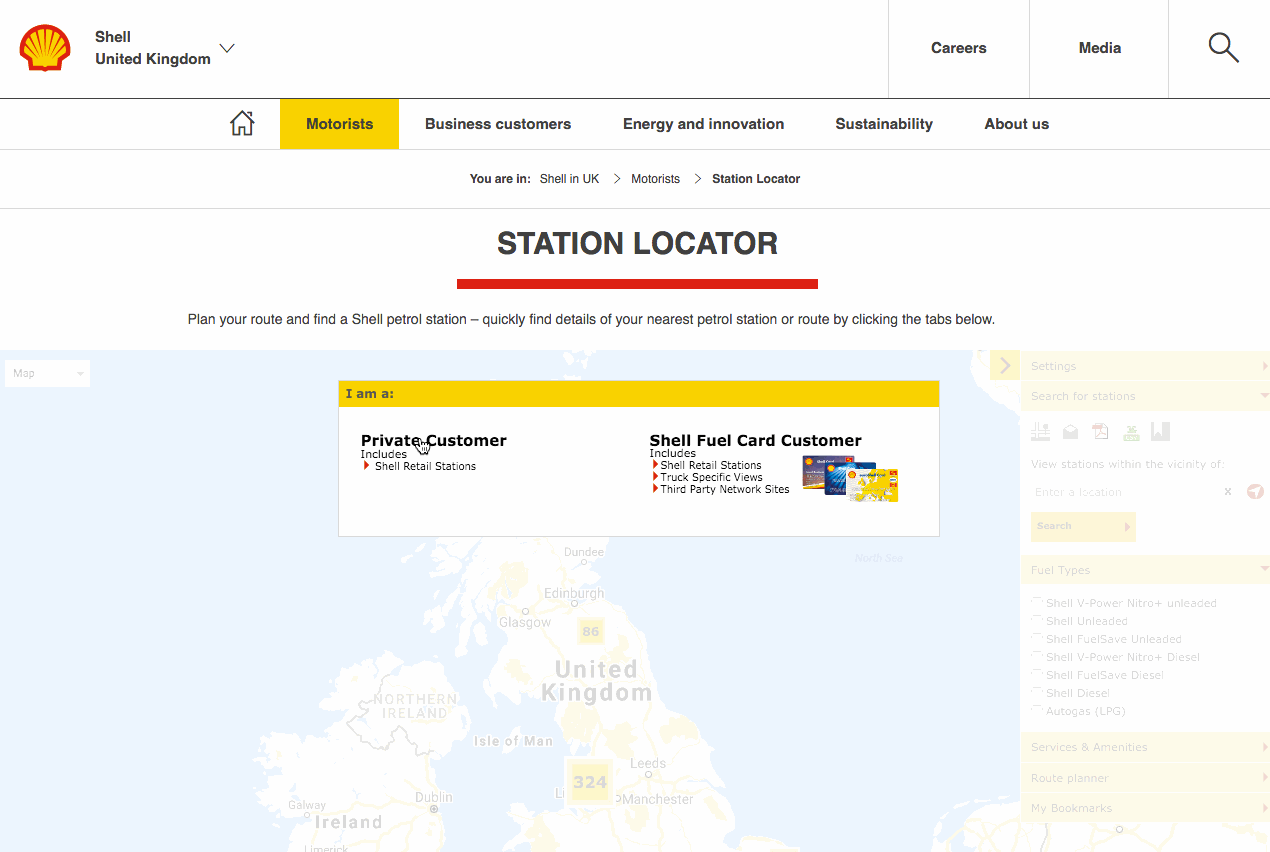 Shell
United Kingdom
Careers
Media
Motorists
Business customers
Energy and innovation
Sustainability
About us
You are in: Shell in UK > Motorists > Station Locator
STATION LOCATOR
Plan your route and find a Shell petrol station – quickly find details of your nearest petrol station or route by clicking the tabs below.
Map
I am a:
Private Customer
Includes
Shell Retail Stations
Shell Fuel Card Customer
Includes
Shell Retail Stations
Truck Specific Views
Third Party Network Sites
Settings
Search for stations
View stations within the vicinity of:
Enter a location
Search
Fuel Types
Shell V-Power Nitro+ unleaded
Shell Unleaded
Shell FuelSave Unleaded
Shell V-Power Nitro+ Diesel
Shell FuelSave Diesel
Shell Diesel
Autogas (LPG)
Services & Amenities
Route planner
My Bookmarks
North Sea
Dundee
Edinburgh
Glasgow
86
United
Kingdom
NORTHERN
IRELAND
Isle of Man
Leeds
324
Manchester
Dublin
Galway
Ireland
Limerick